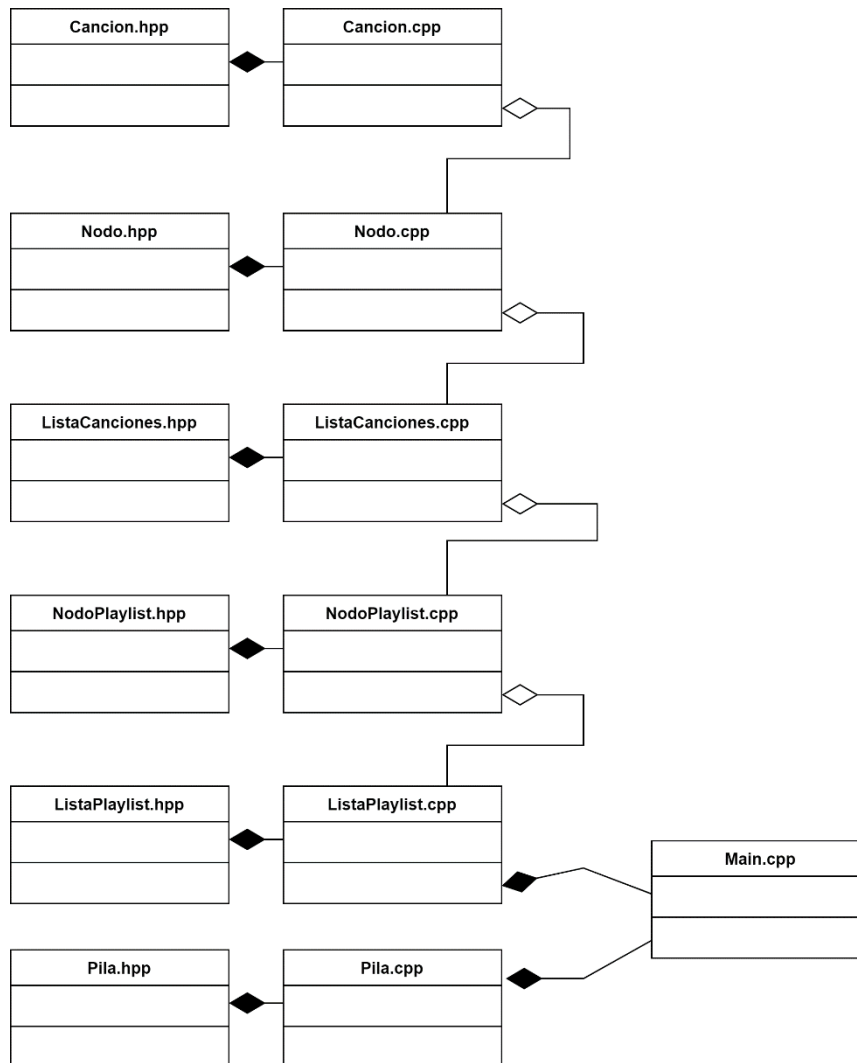 Cancion.hpp
Cancion.cpp
Nodo.hpp
Nodo.cpp
ListaCanciones.hpp
ListaCanciones.cpp
NodoPlaylist.hpp
NodoPlaylist.cpp
ListaPlaylist.hpp
ListaPlaylist.cpp
Main.cpp
Pila.hpp
Pila.cpp